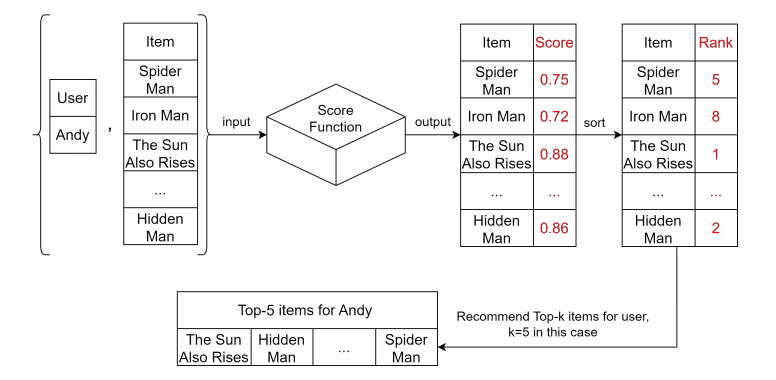 User
Andy
,
Item
Spider
Man
Iron Man
The Sun
Also Rises
...
Hidden
Man
input
Score
Function
output
Item Score
Spider
Man
0.75
Iron Man 0.72
The Sun
Also Rises
0.88
... ...
Hidden
Man
0.86
sort
Item Rank
Spider
Man
5
Iron Man 8
The Sun
Also Rises
1
... ...
Hidden
Man
2
Recommend Top-k items for user,
k=5 in this case
Top-5 items for Andy
The Sun
Also Rises
Hidden
Man
...
Spider
Man